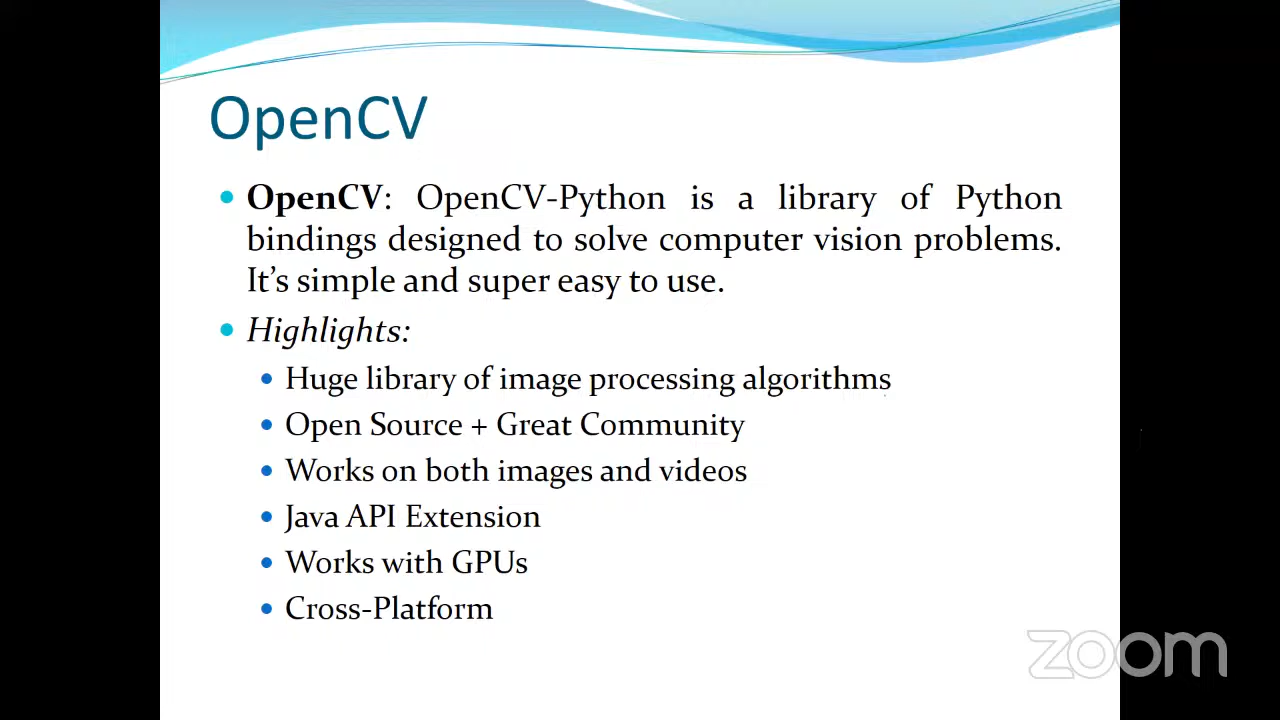 OpenCV
• OpenCV: OpenCV-Python is a library of Python
bindings designed to solve computer vision problems.
It’s simple and super easy to use.
• Highlights:
• Huge library of image processing algorithms
• Open Source + Great Community
• Works on both images and videos
• Java API Extension
• Works with GPUs
• Cross-Platform
zoom